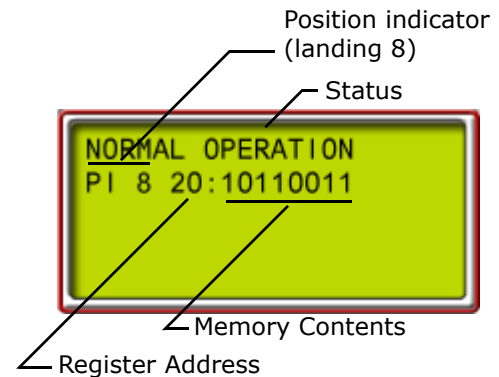 Position indicator
(landing 8)
Status
NORMAL OPERATION
PI 8 20:10110011
Memory Contents
Register Address